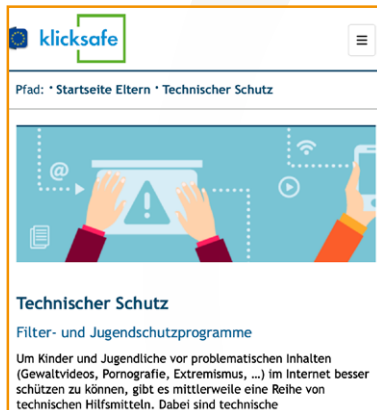 klicksafe
Pfad: · Startseite Eltern · Technischer Schutz
@
Technischer Schutz
Filter- und Jugendschutzprogramme
Um Kinder und Jugendliche vor problematischen Inhalten
(Gewaltvideos, Pornografie, Extremismus, ...) im Internet besser
schützen zu können, gibt es mittlerweile eine Reihe von
technischen Hilfsmitteln. Dabei sind technische